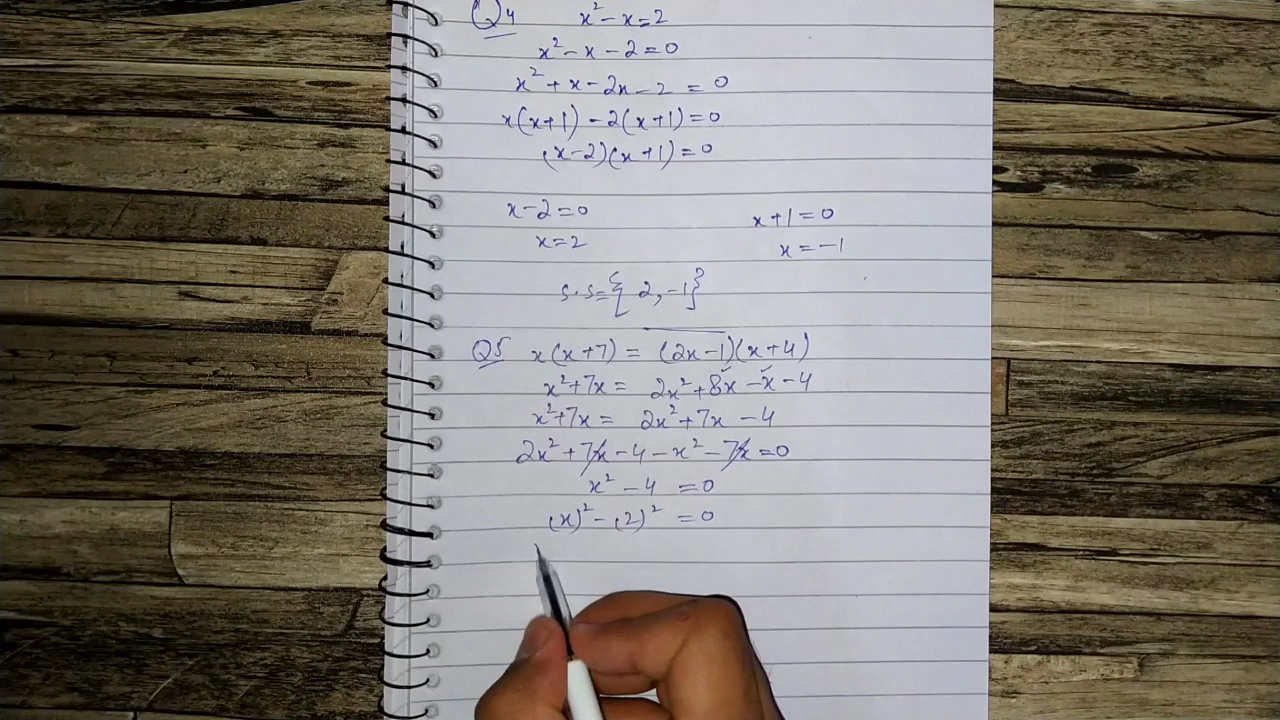 Q4 x² - x = 2
x² - x - 2 = 0
x² + x - 2x - 2 = 0
x(x+1) - 2(x+1) = 0
(x-2)(x+1) = 0
x-2=0 x+1=0
x=2 x=-1
S.S={2,-1}
Q5 x(x+7) = (2x-1)(x+4)
x²+7x = 2x²+8x-x-4
x²+7x = 2x²+7x-4
2x²+7x-4-x²-7x=0
x²-4 =0
(x)²-(2)² =0